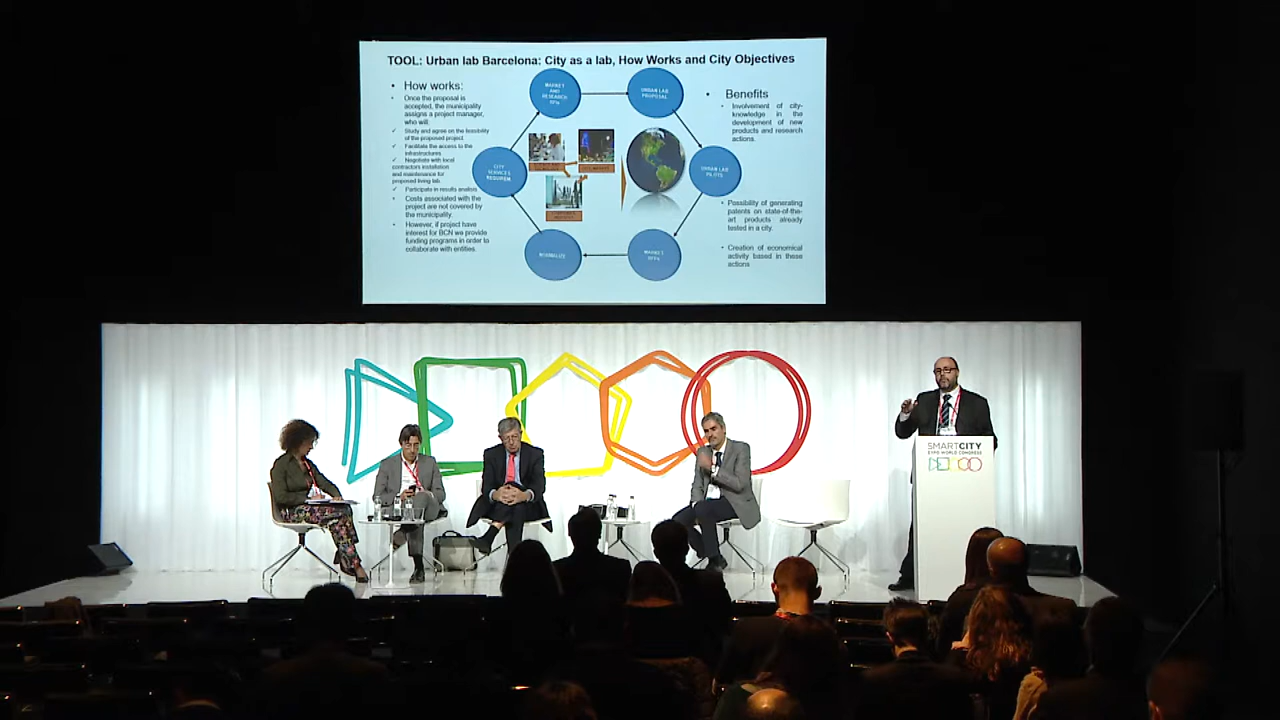 TOOL: Urban lab Barcelona: City as a lab, How Works and City Objectives
• How works:
• Once the proposal is
accepted, the municipality
assigns a project manager,
who will:
✓ Study and agree on the feasibility
of the proposed project.
✓ Facilitate the access to the
infrastructures
✓ Negotiate with local
contractors installation
and maintenance for
proposed living lab
✓ Participate in results analisis
• Costs associated with the
project are not covered by
the municipality.
• However, if project have
interest for BCN we provide
funding programs in order to
collaborate with entities.
MARKET
AND
RESEARCH
URBAN LAB
PROPOSAL
URBAN LAB
PILOTS
MARKET
CITY
SERVICES
• Benefits
• Involvement of city-
knowledge in the
development of new
products and research
actions.
• Possibility of generating
patents on state-of-the-
art products already
tested in a city.
• Creation of economical
activity based in these
actions
SMARTCITY
EXPO WORLD CONGRESS